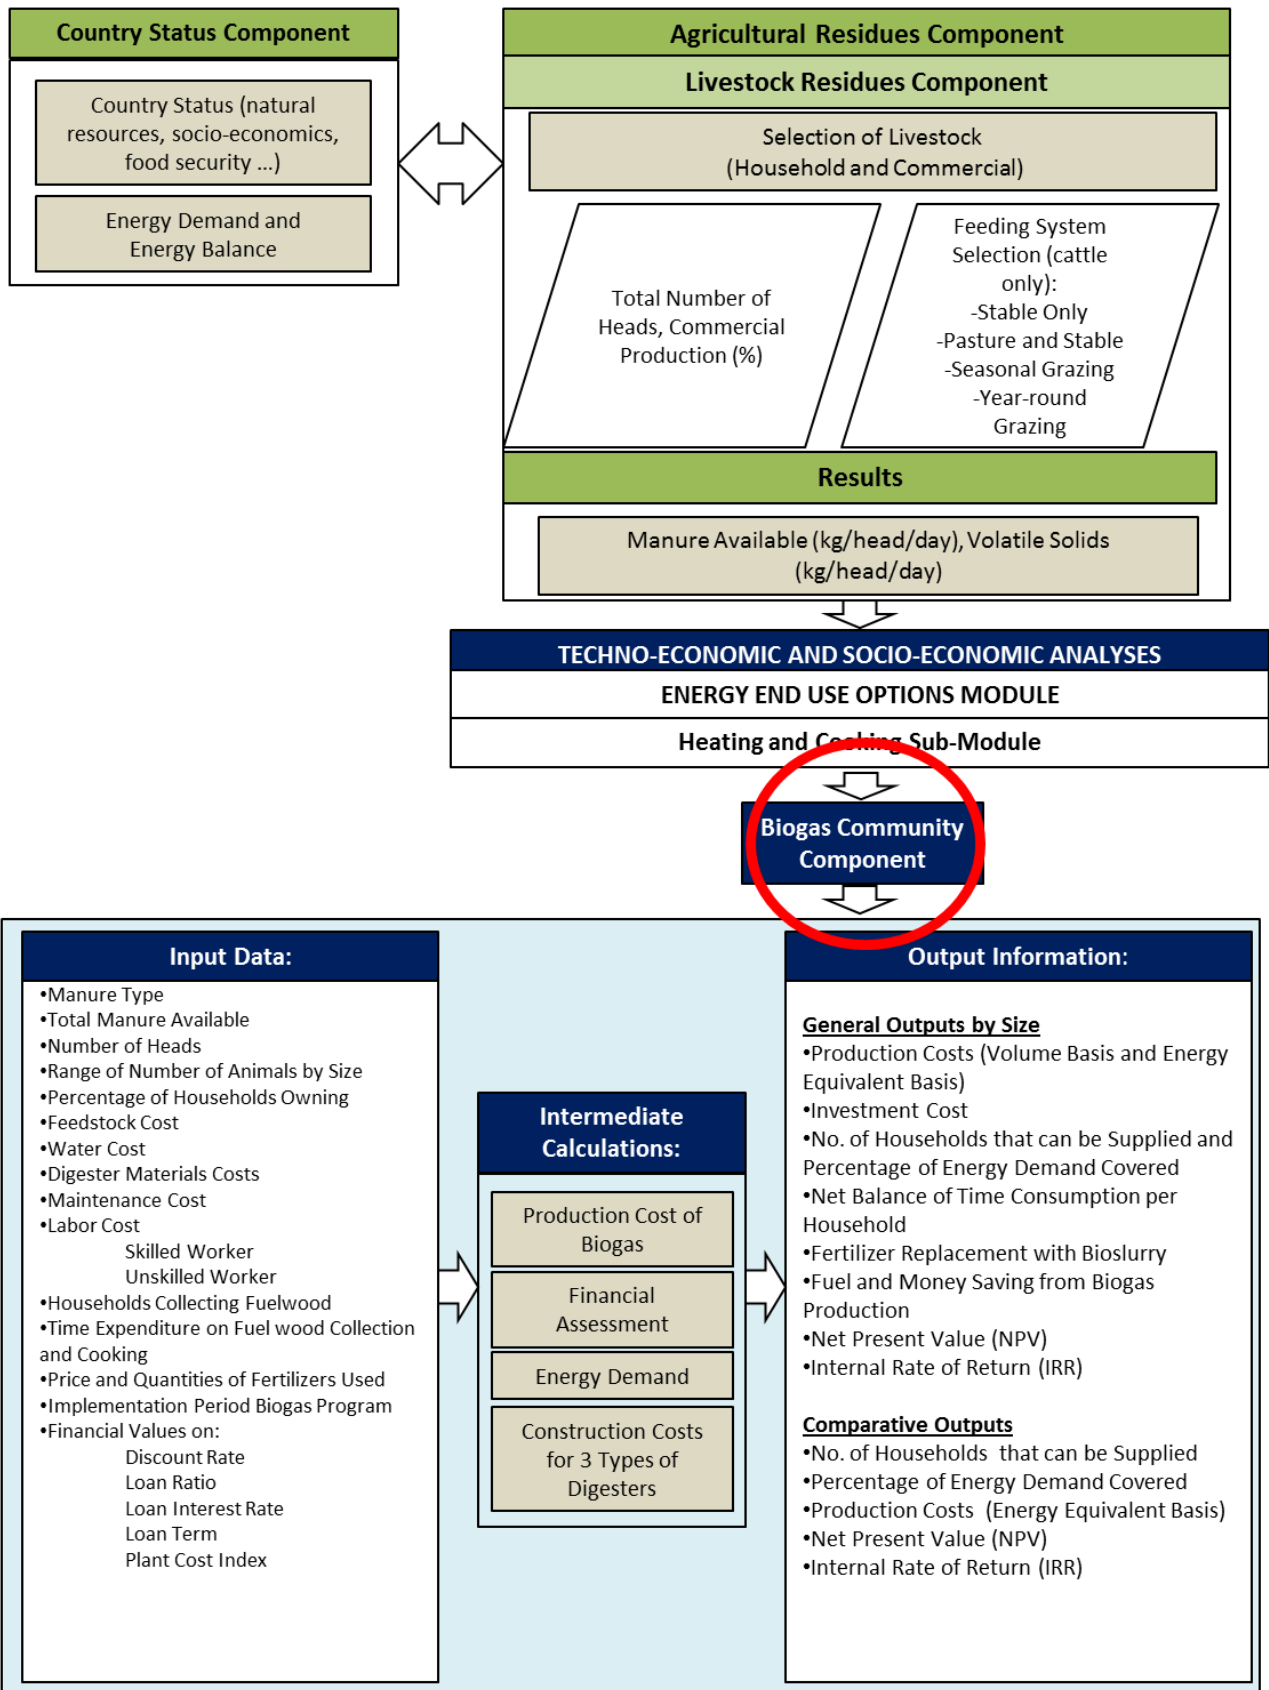 Country Status Component
Country Status (natural
resources, socio-economics,
food security ...)
Energy Demand and
Energy Balance
Agricultural Residues Component
Livestock Residues Component
Selection of Livestock
(Household and Commercial)
Total Number of
Heads, Commercial
Production (%)
Feeding System
Selection (cattle
only):
-Stable Only
-Pasture and Stable
-Seasonal Grazing
-Year-round
Grazing
Results
Manure Available (kg/head/day), Volatile Solids
(kg/head/day)
TECHNO-ECONOMIC AND SOCIO-ECONOMIC ANALYSES
ENERGY END USE OPTIONS MODULE
Heating and Cooking Sub-Module
Biogas Community
Component
Input Data:
•Manure Type
•Total Manure Available
•Number of Heads
•Range of Number of Animals by Size
•Percentage of Households Owning
•Feedstock Cost
•Water Cost
•Digester Materials Costs
•Maintenance Cost
•Labor Cost
Skilled Worker
Unskilled Worker
•Households Collecting Fuelwood
•Time Expenditure on Fuel wood Collection
and Cooking
•Price and Quantities of Fertilizers Used
•Implementation Period Biogas Program
•Financial Values on:
Discount Rate
Loan Ratio
Loan Interest Rate
Loan Term
Plant Cost Index
Intermediate
Calculations:
Production Cost of
Biogas
Financial
Assessment
Energy Demand
Construction Costs
for 3 Types of
Digesters
Output Information:
General Outputs by Size
•Production Costs (Volume Basis and Energy
Equivalent Basis)
•Investment Cost
•No. of Households that can be Supplied and
Percentage of Energy Demand Covered
•Net Balance of Time Consumption per
Household
•Fertilizer Replacement with Bioslurry
•Fuel and Money Saving from Biogas
Production
•Net Present Value (NPV)
•Internal Rate of Return (IRR)
Comparative Outputs
•No. of Households that can be Supplied
•Percentage of Energy Demand Covered
•Production Costs (Energy Equivalent Basis)
•Net Present Value (NPV)
•Internal Rate of Return (IRR)